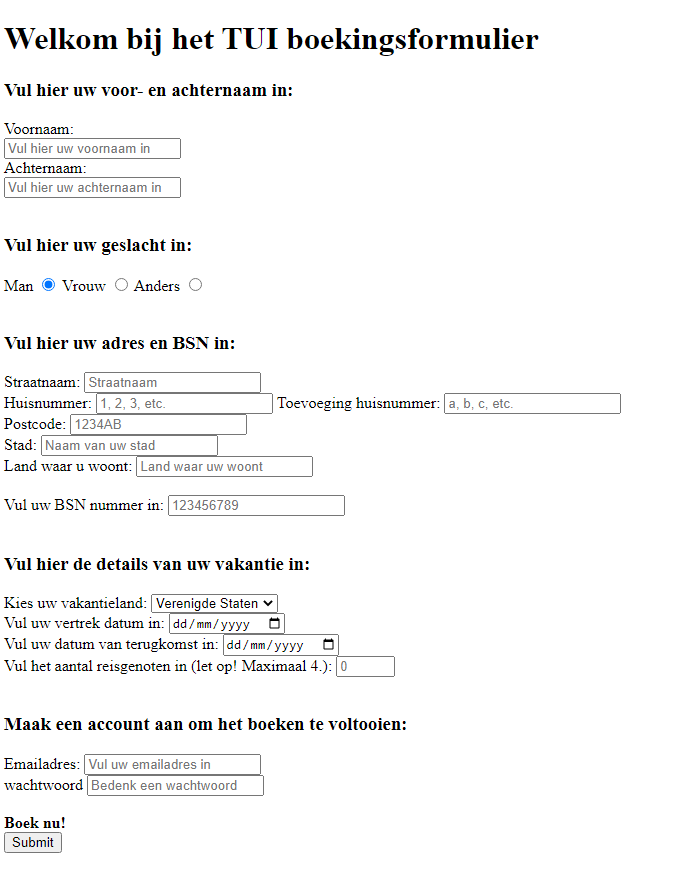 Welkom bij het TUI boekingsformulier
Vul hier uw voor- en achternaam in:
Voornaam:
Vul hier uw voornaam in
Achternaam:
Vul hier uw achternaam in
Vul hier uw geslacht in:
Man Vrouw Anders
Vul hier uw adres en BSN in:
Straatnaam: Straatnaam
Huisnummer: 1, 2, 3, etc. Toevoeging huisnummer: a, b, c, etc.
Postcode: 1234AB
Stad: Naam van uw stad
Land waar u woont: Land waar uw woont
Vul uw BSN nummer in: 123456789
Vul hier de details van uw vakantie in:
Kies uw vakantieland: Verenigde Staten
Vul uw vertrek datum in: dd/mm/yyyy
Vul uw datum van terugkomst in: dd/mm/yyyy
Vul het aantal reisgenoten in (let op! Maximaal 4.): 0
Maak een account aan om het boeken te voltooien:
Emailadres: Vul uw emailadres in
wachtwoord Bedenk een wachtwoord
Boek nu!
Submit